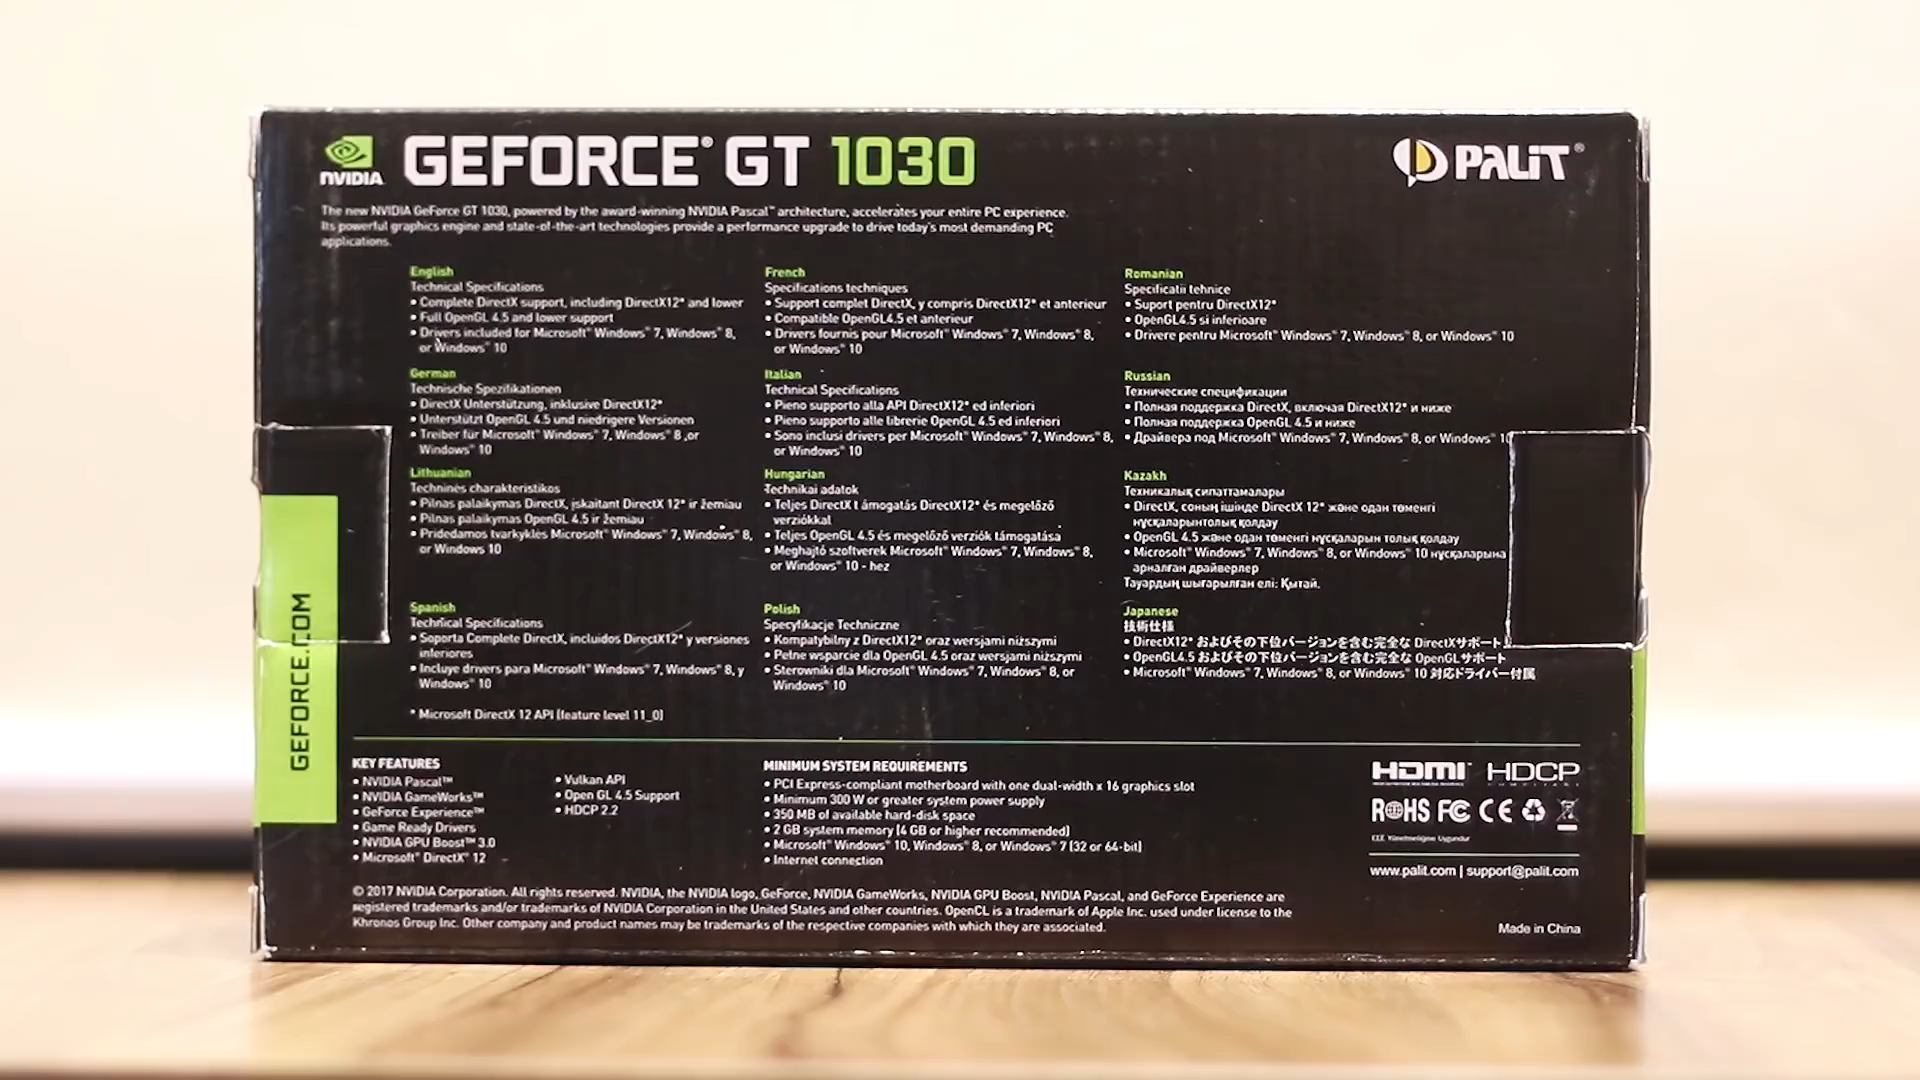 NVIDIA
GEFORCE® GT 1030
PALiT®
The new NVIDIA GeForce GT 1030, powered by the award-winning NVIDIA Pascal™ architecture, accelerates your entire PC experience.
Its powerful graphics engine and state-of-the-art technologies provide a performance upgrade to drive today's most demanding PC
applications.
English
Technical Specifications
• Complete DirectX support, including DirectX12* and lower
• Full OpenGL 4.5 and lower support
• Drivers included for Microsoft® Windows® 7, Windows® 8,
or Windows® 10
German
Technische Spezifikationen
• DirectX Unterstützung, inklusive DirectX12*
• Unterstützt OpenGL 4.5 und niedrigere Versionen
• Treiber für Microsoft® Windows® 7, Windows® 8 ,or
Windows® 10
Lithuanian
Techninės charakteristikos
• Pilnas palaikymas DirectX, įskaitant DirectX 12* ir žemiau
• Pilnas palaikymas OpenGL 4.5 ir žemiau
• Pridedamos tvarkyklės Microsoft® Windows® 7, Windows® 8,
or Windows 10
Spanish
Technical Specifications
• Soporta Complete DirectX, incluidos DirectX12* y versiones
inferiores
• Incluye drivers para Microsoft® Windows® 7, Windows® 8, y
Windows® 10
* Microsoft DirectX 12 API (feature level 11_0)
French
Specifications techniques
• Support complet DirectX, y compris DirectX12* et anterieur
• Compatible OpenGL4.5 et anterieur
• Drivers fournis pour Microsoft® Windows® 7, Windows® 8,
or Windows® 10
Italian
Technical Specifications
• Pieno supporto alla API DirectX12* ed inferiori
• Pieno supporto alle librerie OpenGL 4.5 ed inferiori
• Sono inclusi drivers per Microsoft® Windows® 7, Windows® 8,
or Windows® 10
Hungarian
Technikai adatok
• Teljes DirectX t ámogatás DirectX12* és megelőző
verziókkal
• Teljes OpenGL 4.5 és megelőző verziók támogatása
• Meghajtó szoftverek Microsoft® Windows® 7, Windows® 8,
or Windows® 10 - hez
Polish
Specyfikacje Techniczne
• Kompatybilny z DirectX12* oraz wersjami niższymi
• Pełne wsparcie dla OpenGL 4.5 oraz wersjami niższymi
• Sterowniki dla Microsoft® Windows® 7, Windows® 8, or
Windows® 10
Romanian
Specificatii tehnice
• Suport pentru DirectX12*
• OpenGL4.5 si inferioare
• Drivere pentru Microsoft® Windows® 7, Windows® 8, or Windows® 10
Russian
Технические спецификации
• Полная поддержка DirectX, включая DirectX12* и ниже
• Полная поддержка OpenGL 4.5 и ниже
• Драйвера под Microsoft® Windows® 7, Windows® 8, or Windows®
Kazakh
Техникалық сипаттамалары
• DirectX, соның ішінде DirectX 12* және одан төменгі
нұсқаларынтолық қолдау
• OpenGL 4.5 және одан төменгі нұсқаларын толық қолдау
• Microsoft® Windows® 7, Windows® 8, or Windows® 10 нұсқаларына
арналған драйверлер
Тауардың шығарылған елі: Қытай.
Japanese
技術仕様
• DirectX12* およびその下位バージョンを含む完全な DirectXサポート
• OpenGL4.5 およびその下位バージョンを含む完全な OpenGLサポート
• Microsoft® Windows® 7, Windows® 8, or Windows® 10 対応ドライバー付属
GEFORCE.COM
KEY FEATURES
• NVIDIA Pascal™
• NVIDIA GameWorks™
• GeForce Experience™
• Game Ready Drivers
• NVIDIA GPU Boost™ 3.0
• Microsoft® DirectX® 12
• Vulkan API
• Open GL 4.5 Support
• HDCP 2.2
MINIMUM SYSTEM REQUIREMENTS
• PCI Express-compliant motherboard with one dual-width x 16 graphics slot
• Minimum 300 W or greater system power supply
• 350 MB of available hard-disk space
• 2 GB system memory (4 GB or higher recommended)
• Microsoft® Windows® 10, Windows® 8, or Windows® 7 (32 or 64-bit)
• Internet connection
HDMI™ HDCP
RoHS FC CE
EEE Yönetmeliğine Uygundur
www.palit.com | support@palit.com
© 2017 NVIDIA Corporation. All rights reserved. NVIDIA, the NVIDIA logo, GeForce, NVIDIA GameWorks, NVIDIA GPU Boost, NVIDIA Pascal, and GeForce Experience are
registered trademarks and/or trademarks of NVIDIA Corporation in the United States and other countries. OpenCL is a trademark of Apple Inc. used under license to the
Khronos Group Inc. Other company and product names may be trademarks of the respective companies with which they are associated.
Made in China